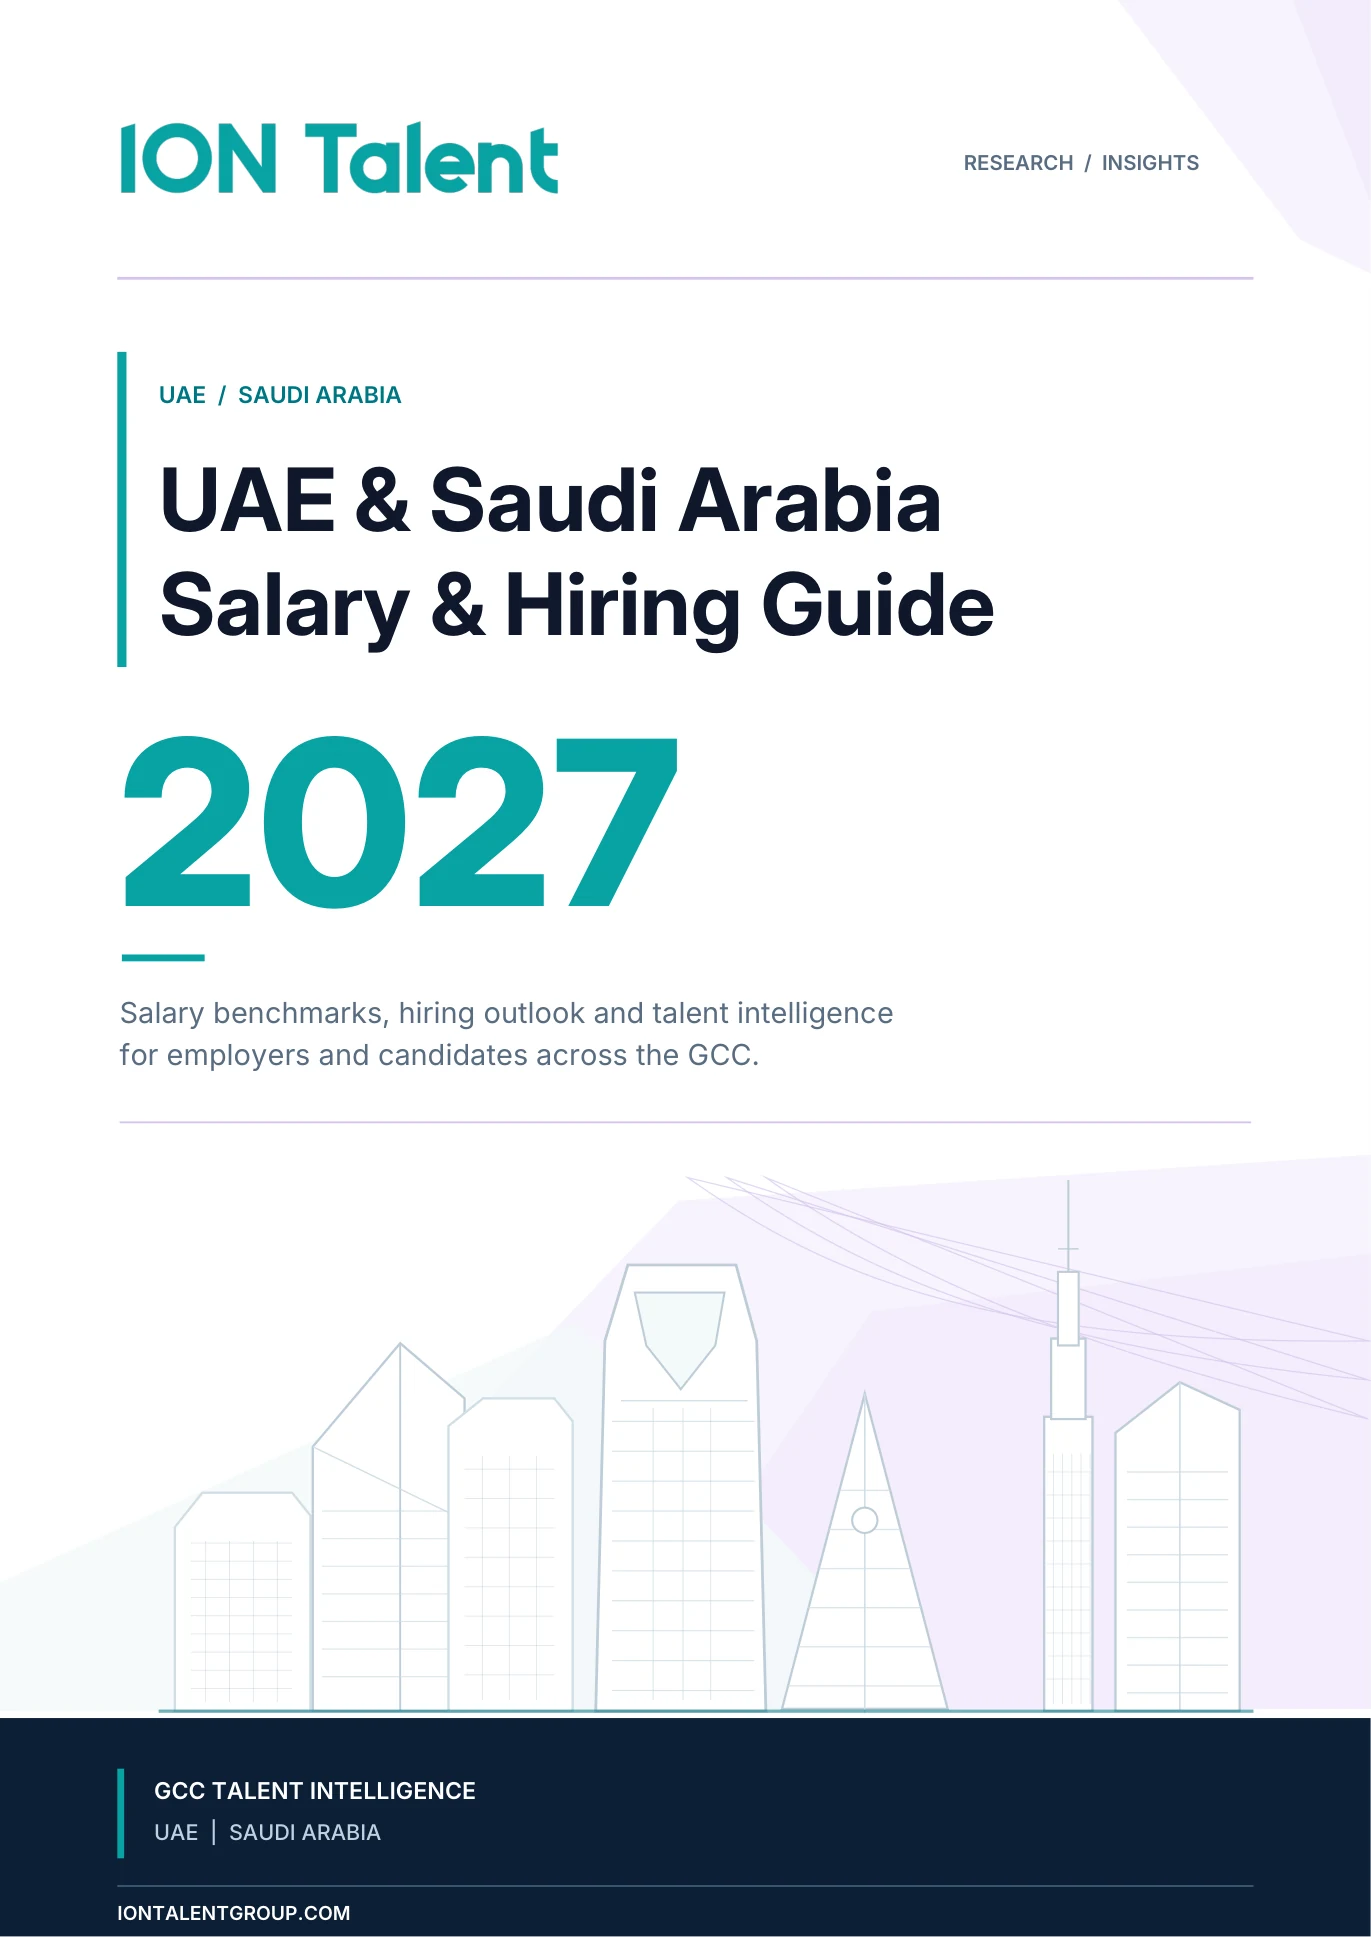 ION Talent
RESEARCH / INSIGHTS
UAE / SAUDI ARABIA
UAE & Saudi Arabia
Salary & Hiring Guide
2027
Salary benchmarks, hiring outlook and talent intelligence
for employers and candidates across the GCC.
GCC TALENT INTELLIGENCE
UAE | SAUDI ARABIA
IONTALENTGROUP.COM